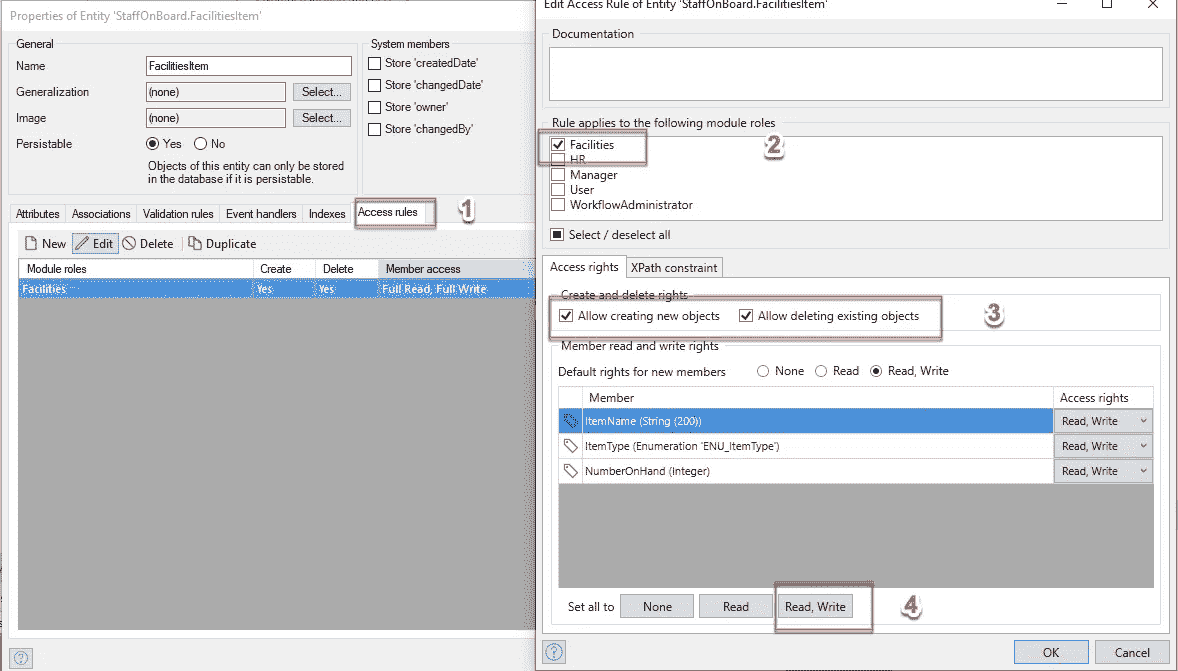 Properties of Entity 'StaffOnBoard.FacilitiesItem'
General
Name
FacilitiesItem
Generalization
(none)
Select...
Image
(none)
Select...
Persistable
Yes
No
Objects of this entity can only be stored
in the database if it is persistable.
System members
Store 'createdDate'
Store 'changedDate'
Store 'owner'
Store 'changedBy'
Attributes
Associations
Validation rules
Event handlers
Indexes
Access rules
1
New
Edit
Delete
Duplicate
Module roles
Create
Delete
Member access
Facilities
Yes
Yes
Full Read, Full Write
Edit Access Rule of Entity 'StaffOnBoard.FacilitiesItem'
Documentation
Rule applies to the following module roles
Facilities
2
HR
Manager
User
WorkflowAdministrator
Select / deselect all
Access rights
XPath constraint
Create and delete rights
Allow creating new objects
Allow deleting existing objects
3
Member read and write rights
Default rights for new members
None
Read
Read, Write
Member
Access rights
ItemName (String (200))
Read, Write
ItemType (Enumeration 'ENU_ItemType')
Read, Write
NumberOnHand (Integer)
Read, Write
Set all to
None
Read
Read, Write
4
OK
Cancel